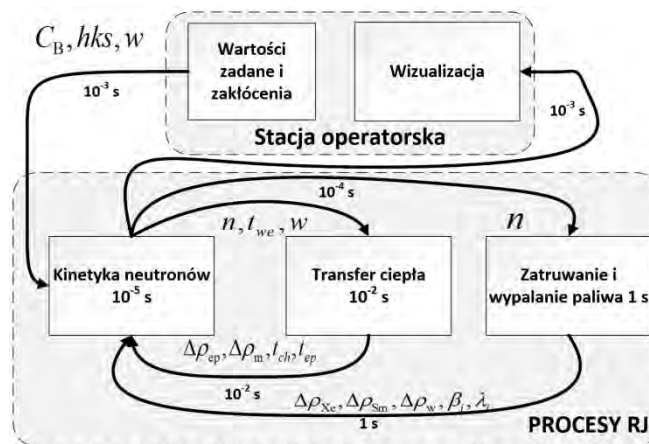 C_B, hks, w
10⁻³ s
Wartości
zadane i
zakłócenia
Wizualizacja
Stacja operatorska
10⁻³ s
10⁻⁴ s
n, t_we, w
n
Kinetyka neutronów
10⁻⁵ s
Transfer ciepła
10⁻² s
Zatruwanie i
wypalanie paliwa 1 s
Δρ_ep, Δρ_m, t_ch, t_ep
10⁻² s
Δρ_Xe, Δρ_Sm, Δρ_w, β_i, λ_i
1 s
PROCESY RJ